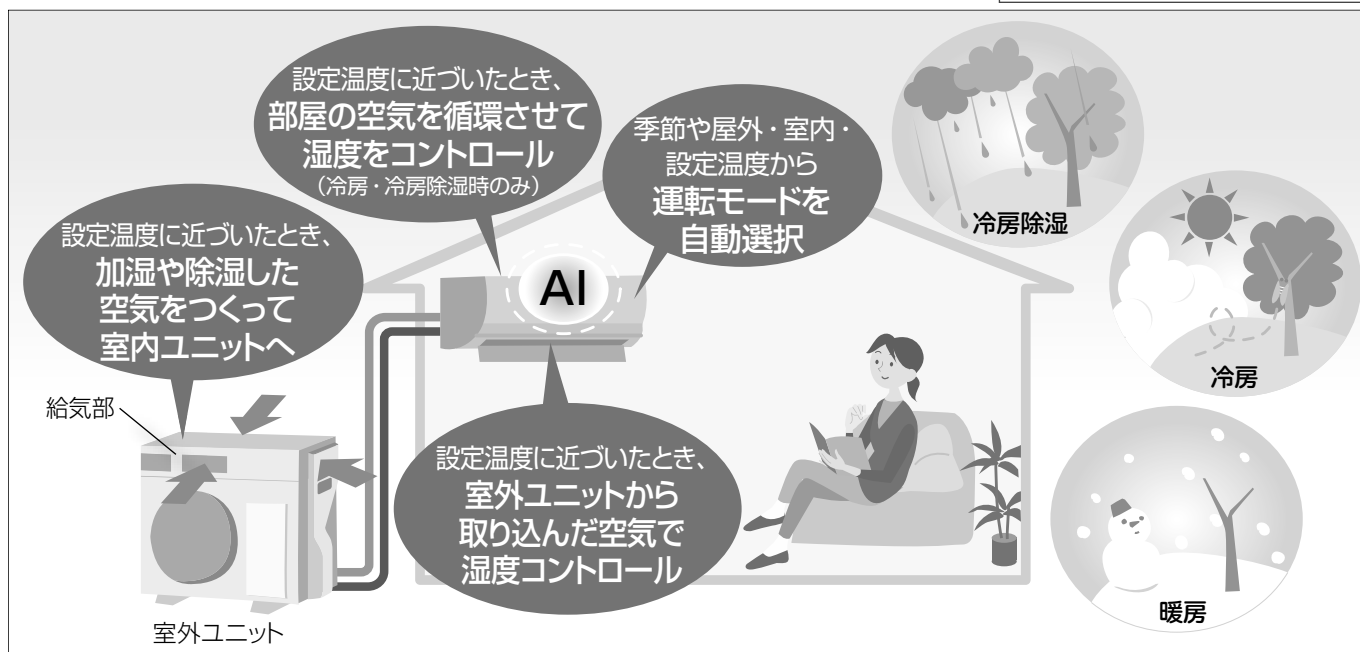 設定温度に近づいたとき、
部屋の空気を循環させて
湿度をコントロール
（冷房・冷房除湿時のみ）
季節や屋外・室内・
設定温度から
運転モードを
自動選択
設定温度に近づいたとき、
加湿や除湿した
空気をつくって
室内ユニットへ
AI
設定温度に近づいたとき、
室外ユニットから
取り込んだ空気で
湿度コントロール
給気部
室外ユニット
冷房除湿
冷房
暖房